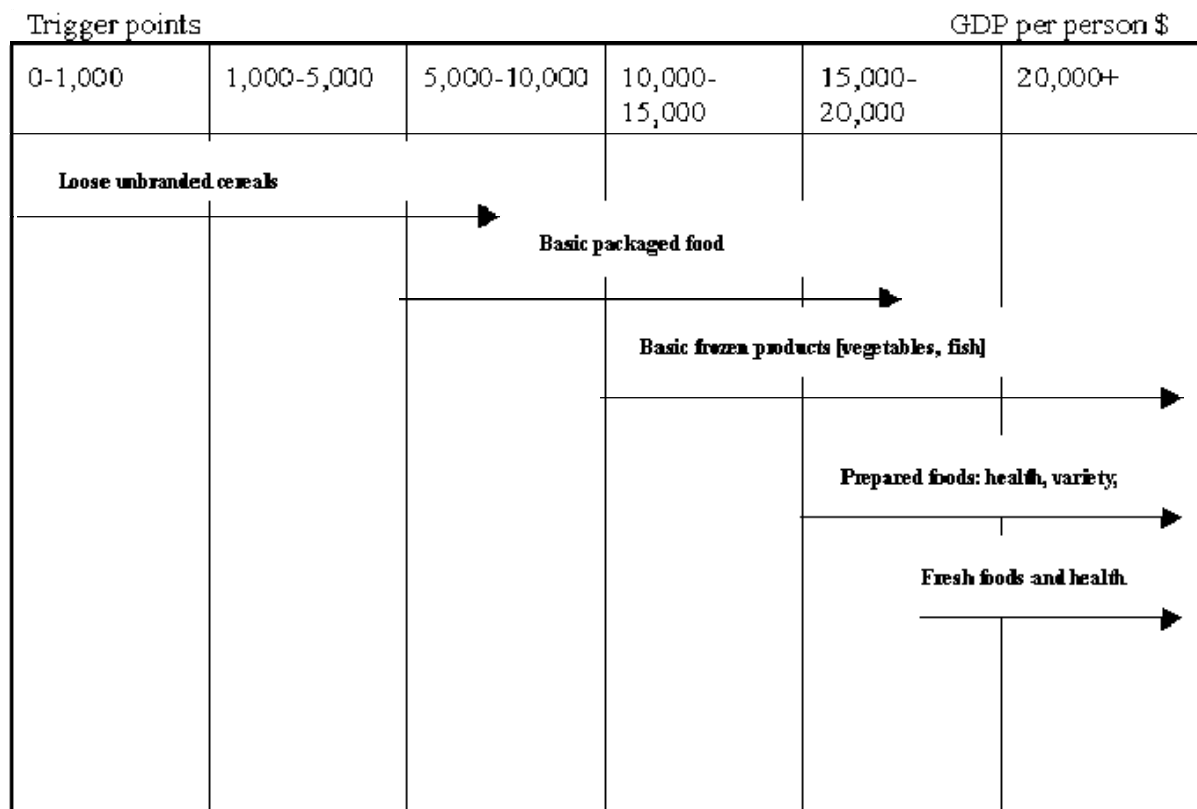 Trigger points
GDP per person $
0-1,000
1,000-5,000
5,000-10,000
10,000-
15,000
15,000-
20,000
20,000+
Loose unbranded cereals
Basic packaged food
Basic frozen products [vegetables, fish]
Prepared foods: health, variety,
Fresh foods and health